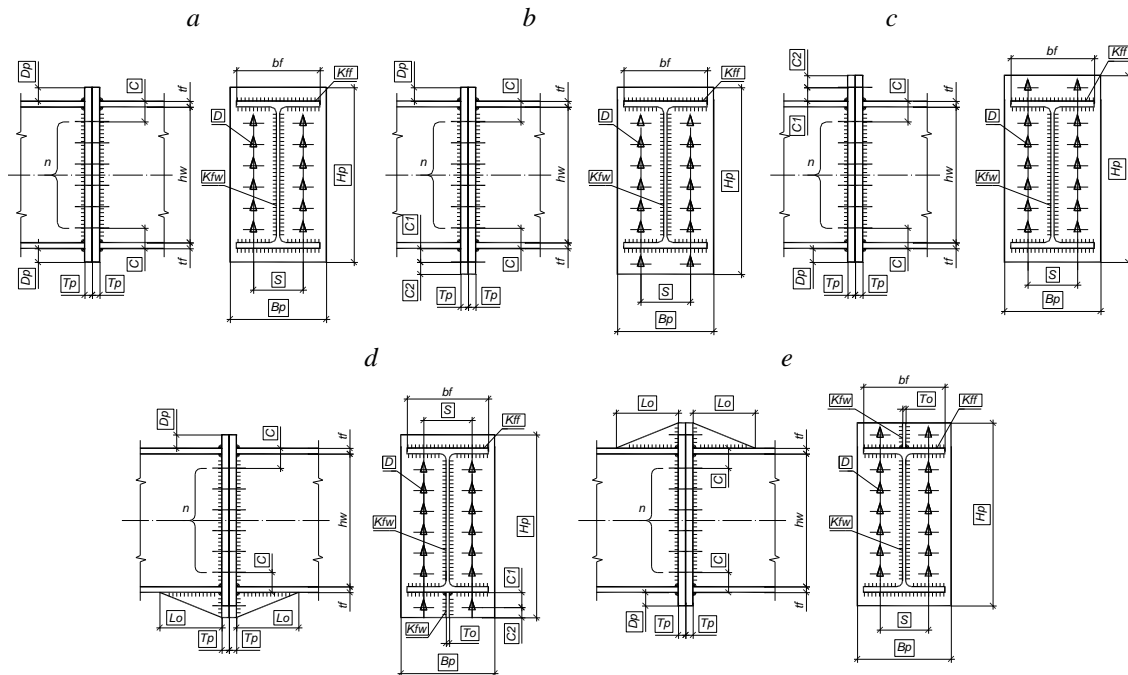 a b c
Dp C tf bf Kff
D n hw Kfw Hp
Dp C tf Tp Tp S Bp
Dp C tf bf Kff
D n hw Kfw Hp
C1 C tf C2 Tp Tp S Bp
C2 C1 C tf bf Kff
D n hw Kfw Hp
Dp C tf Tp Tp S Bp
d e
Dp C tf bf S Kff
D n hw Kfw Hp
C tf C1 Lo Lo Tp Tp Kfw To C2 Bp
Lo Lo C tf Kfw bf To Kff
D n hw Kfw Hp
C Dp tf Tp Tp S Bp